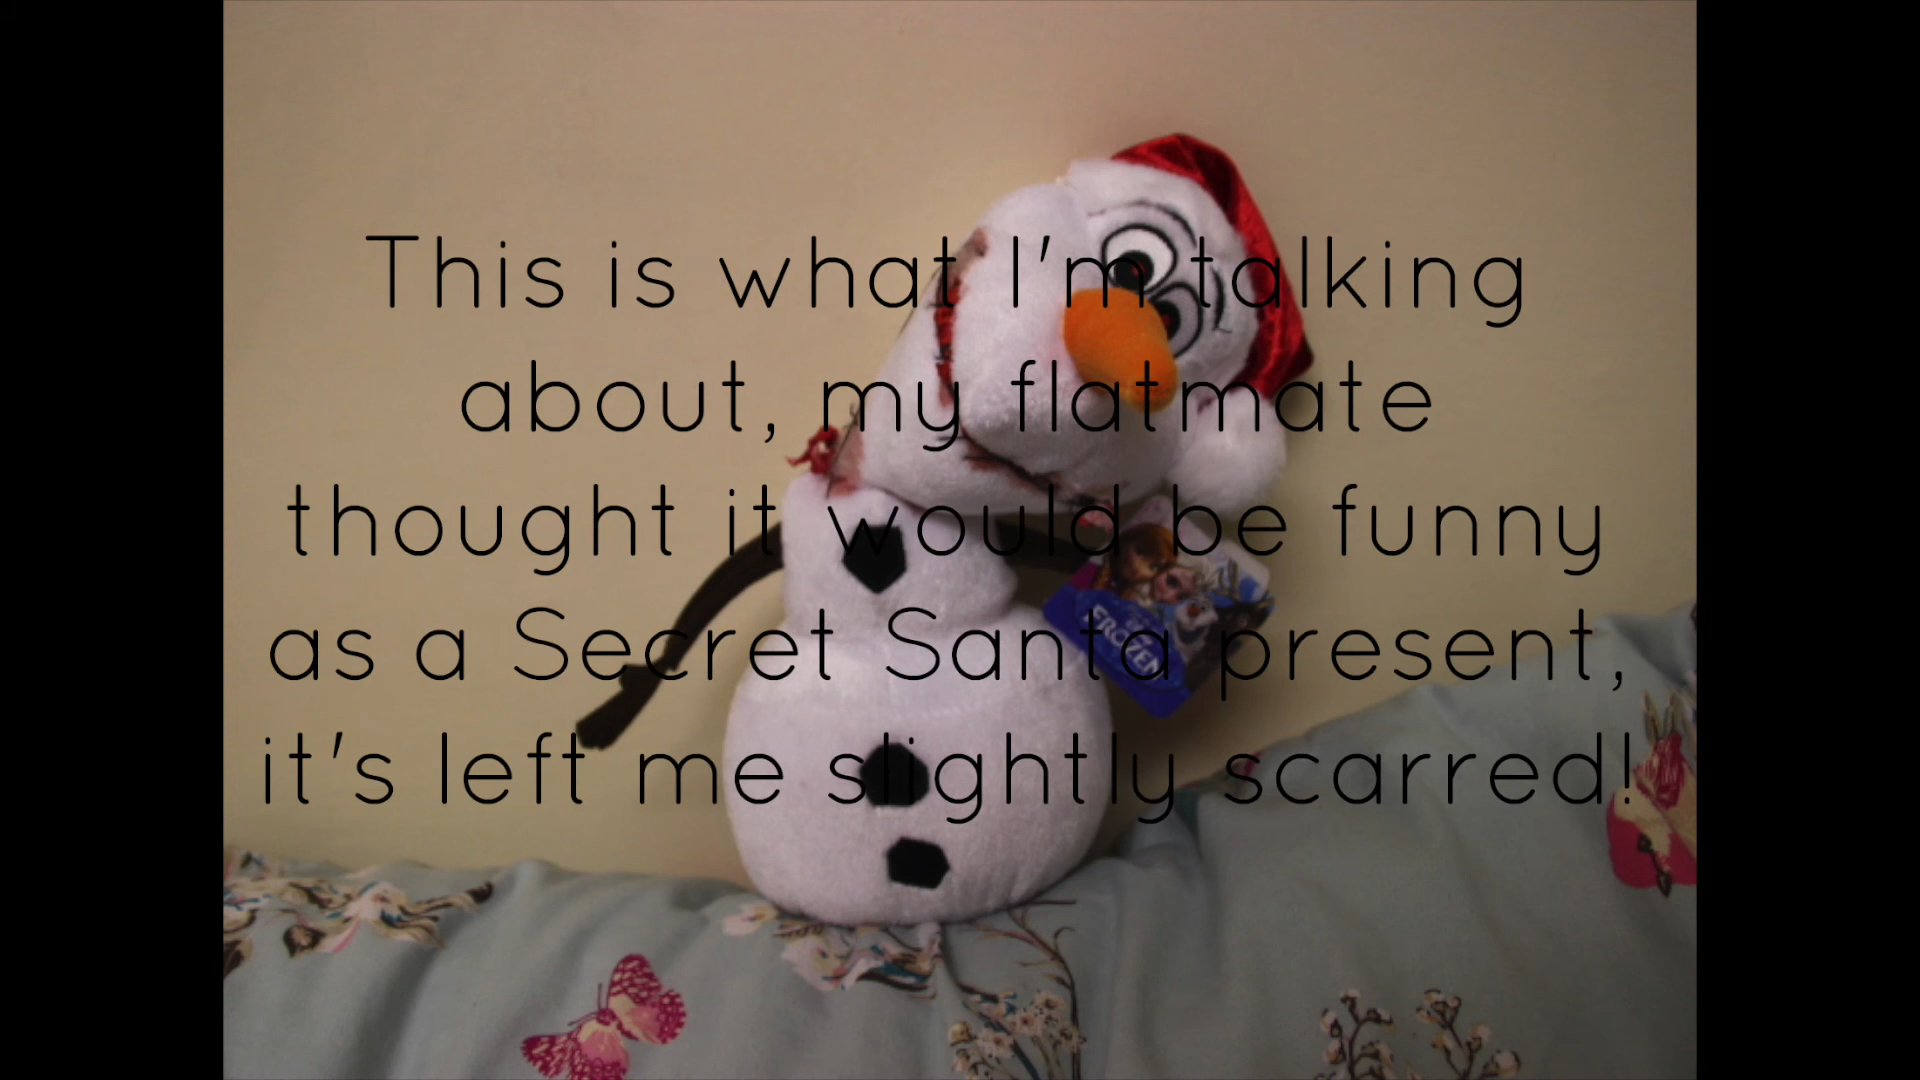 This is what I'm talking
about, my flatmate
thought it would be funny
as a Secret Santa present,
it's left me slightly scarred!
FROZEN